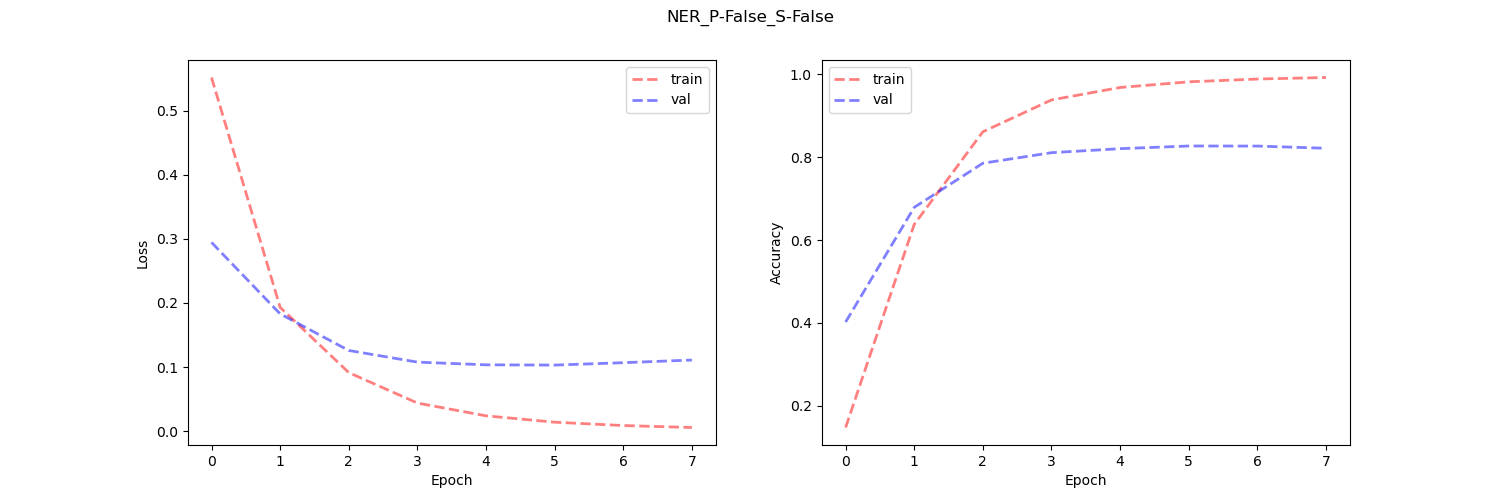 NER_P-False_S-False
train
val
0.5
0.4
0.3
0.2
0.1
0.0
Loss
0 1 2 3 4 5 6 7
Epoch
train
val
1.0
0.8
0.6
0.4
0.2
Accuracy
0 1 2 3 4 5 6 7
Epoch